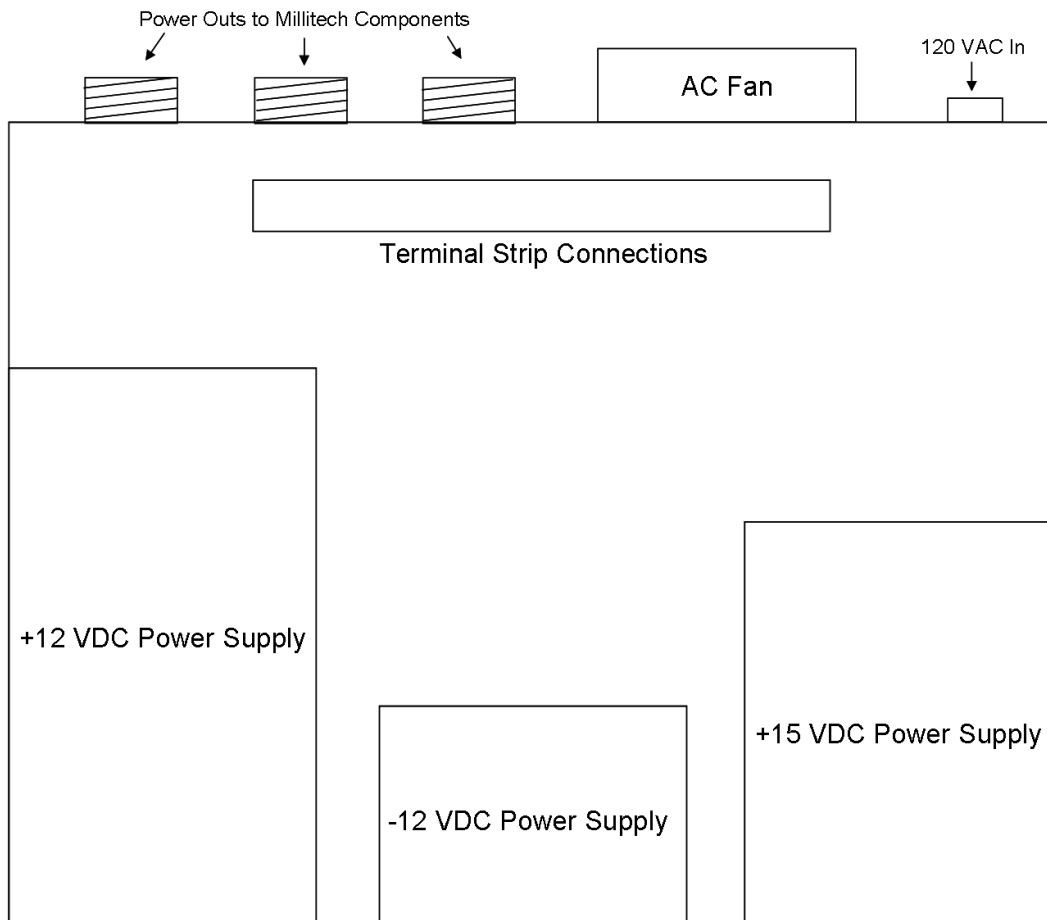 Power Outs to Millitech Components
120 VAC In
AC Fan
Terminal Strip Connections
+12 VDC Power Supply
+15 VDC Power Supply
-12 VDC Power Supply